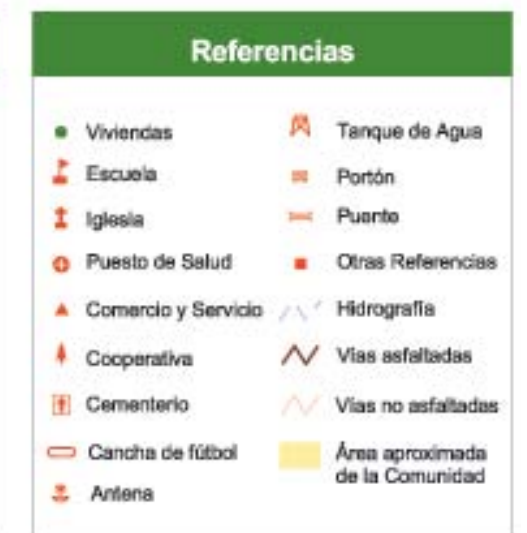 Referencias
Viviendas
Escuela
Iglesia
Puesto de Salud
Comercio y Servicio
Cooperativa
Cementerio
Cancha de fútbol
Antena
Tanque de Agua
Portón
Puente
Otras Referencias
Hidrografía
Vías asfaltadas
Vías no asfaltadas
Área aproximada
de la Comunidad